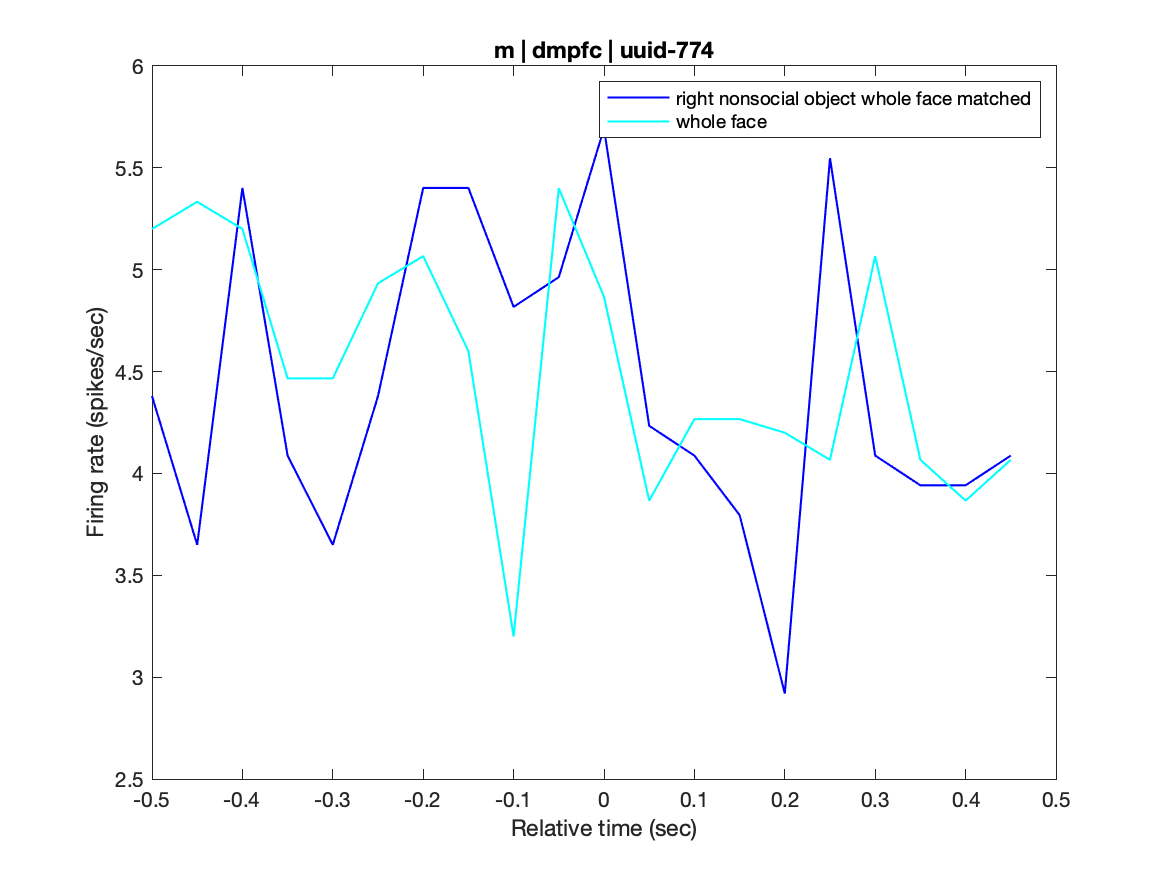 m | dmpfc | uuid-774
6
right nonsocial object whole face matched
whole face
5.5
5
4.5
4
3.5
3
2.5
Firing rate (spikes/sec)
-0.5 -0.4 -0.3 -0.2 -0.1 0 0.1 0.2 0.3 0.4 0.5
Relative time (sec)